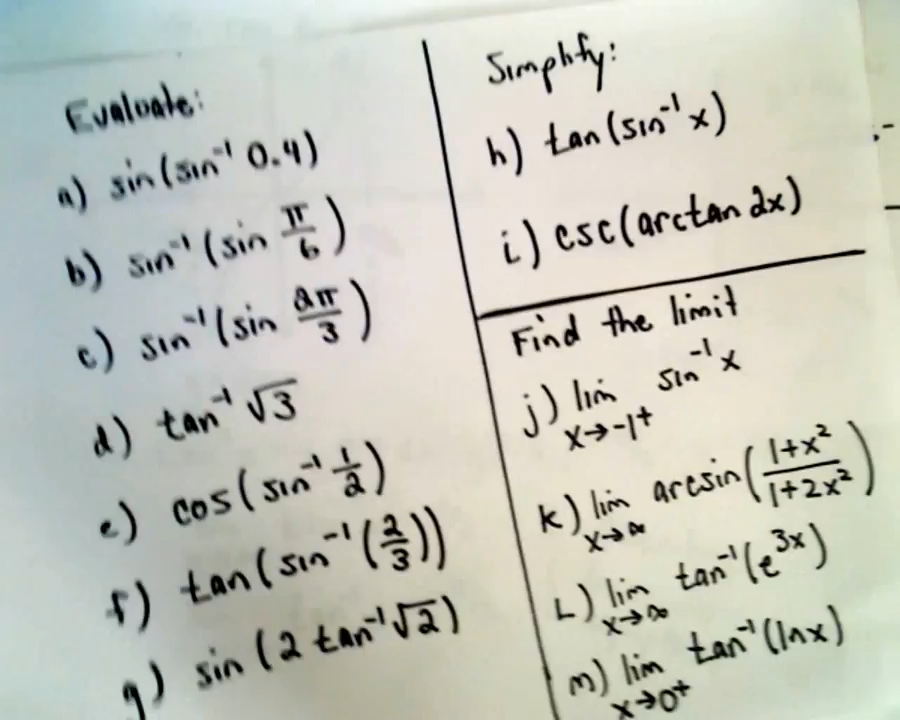 Evaluate:
a) sin(sin⁻¹ 0.4)
b) sin⁻¹(sin π/6)
c) sin⁻¹(sin 2π/3)
d) tan⁻¹ √3
e) cos(sin⁻¹ 1/2)
f) tan(sin⁻¹(2/3))
g) sin(2 tan⁻¹√2)
Simplify:
h) tan(sin⁻¹ x)
i) csc(arctan 2x)
Find the limit
j) lim x→-1⁺ sin⁻¹ x
k) lim x→∞ arcsin((1+x²)/(1+2x²))
L) lim x→∞ tan⁻¹(e³ˣ)
m) lim x→0⁺ tan⁻¹(lnx)